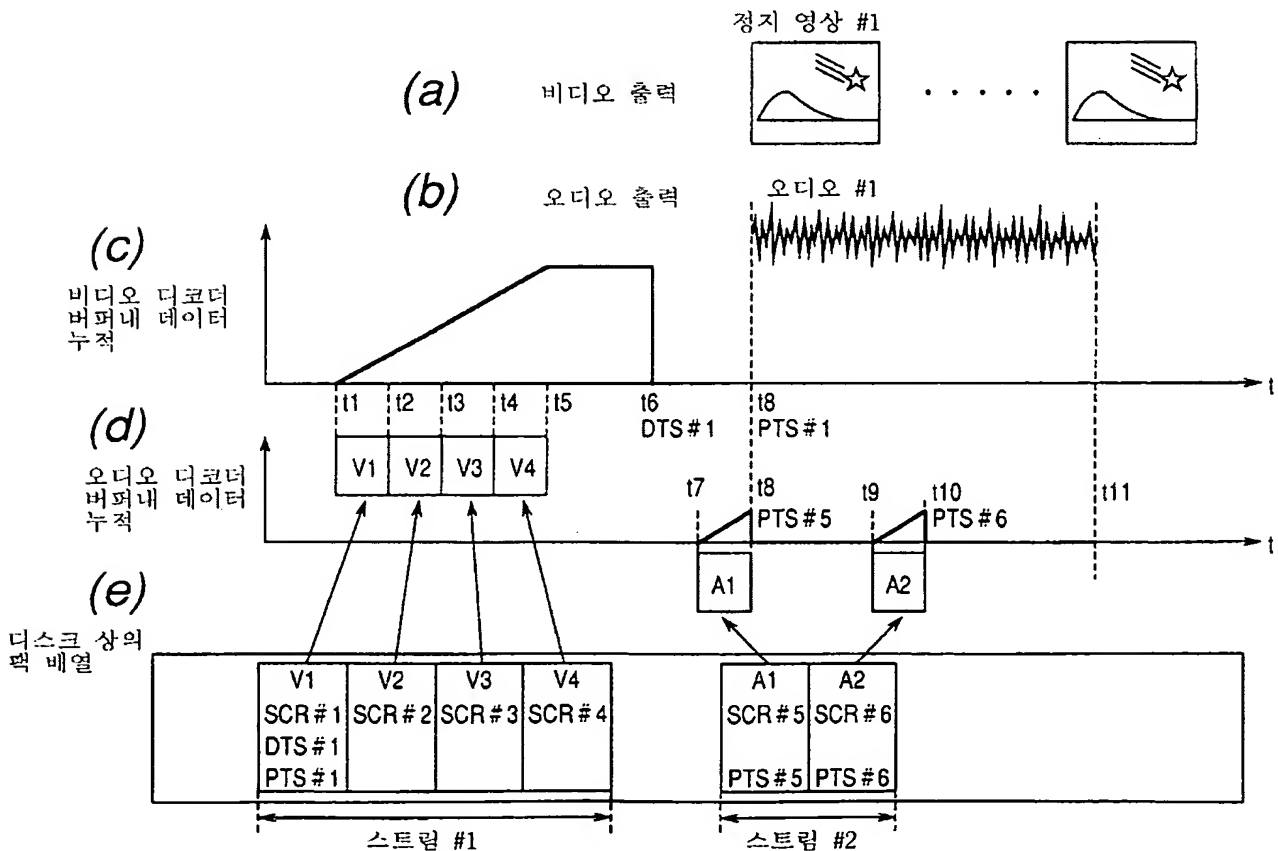 정지 영상 #1
(a) 비디오 출력
(b) 오디오 출력
오디오 #1
(c)
비디오 디코더
버퍼내 데이터
누적
t
t1 t2 t3 t4 t5 t6 t8
DTS#1 PTS#1
(d)
오디오 디코더
버퍼내 데이터
누적
V1 V2 V3 V4
t7 t8 t9 t10 t11
PTS#5 PTS#6
t
A1 A2
(e)
디스크 상의
팩 배열
V1 V2 V3 V4 A1 A2
SCR#1 SCR#2 SCR#3 SCR#4 SCR#5 SCR#6
DTS#1
PTS#1 PTS#5 PTS#6
스트림 #1 스트림 #2